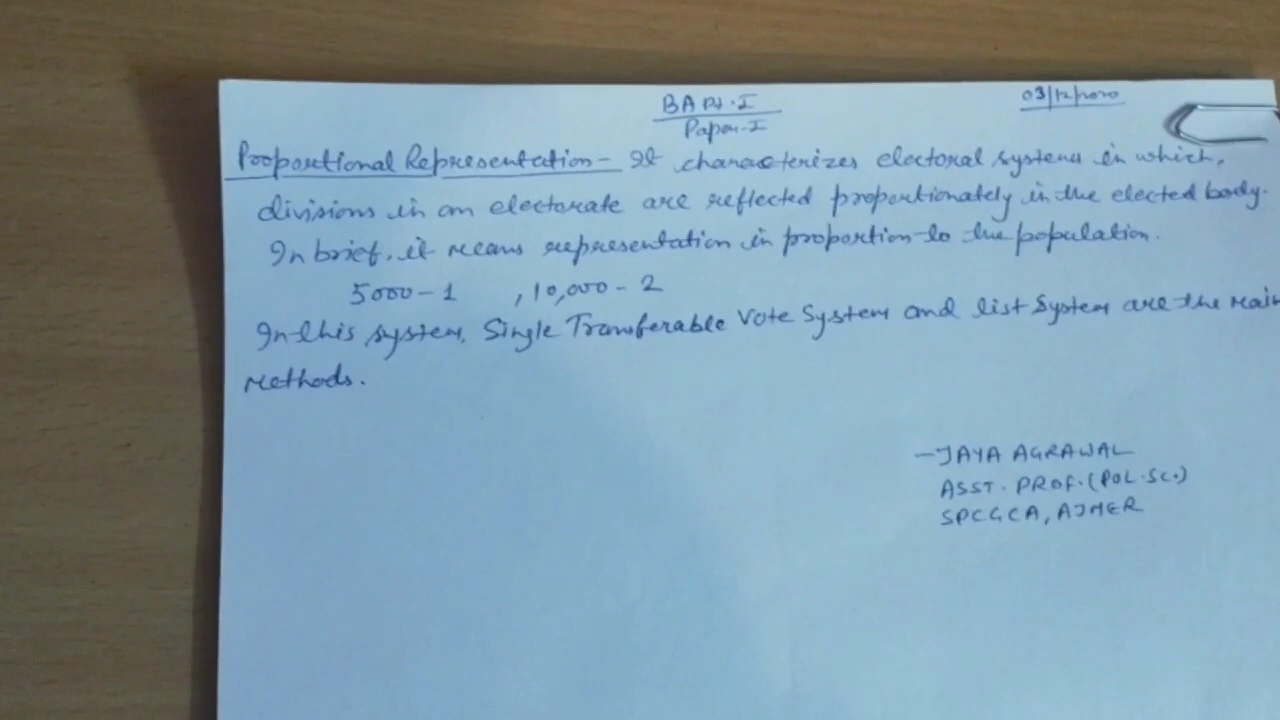 BA Pt. I
03/12/2020
Paper-I
Proportional Representation - It characterizes electoral systems in which,
divisions in an electorate are reflected proportionately in the elected body.
In brief, it means representation in proportion to the population.
5000-1 , 10,000-2
In this system, Single Transferable Vote System and list System are the main
methods.
-JAYA AGRAWAL
ASST. PROF. (POL.SC.)
SPCGCA, AJMER